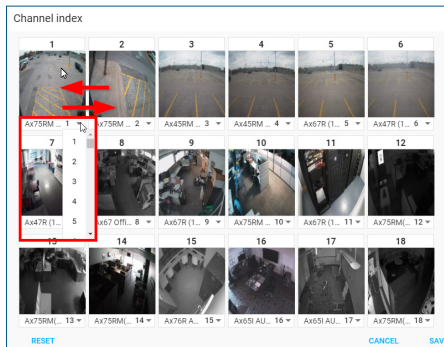 Channel index
1 2 3 4 5 6
Ax75RM ... 1 Ax75RM ... 2 Ax45RM ... 3 Ax45RM ... 4 Ax67R (1... 5 Ax47R (1... 6
7 8 9 10 11 12
1
2
3
4
5
Ax47R (1... Ax67 Offi... 8 Ax67R (1... 9 Ax75RM ... 10 Ax67R (1... 11 Ax75RM(... 12
13 14 15 16 17 18
Ax75RM(... 13 Ax75RM(... 14 Ax76R A... 15 Ax65I AU... 16 Ax65I AU... 17 Ax75RM(... 18
RESET CANCEL SAV